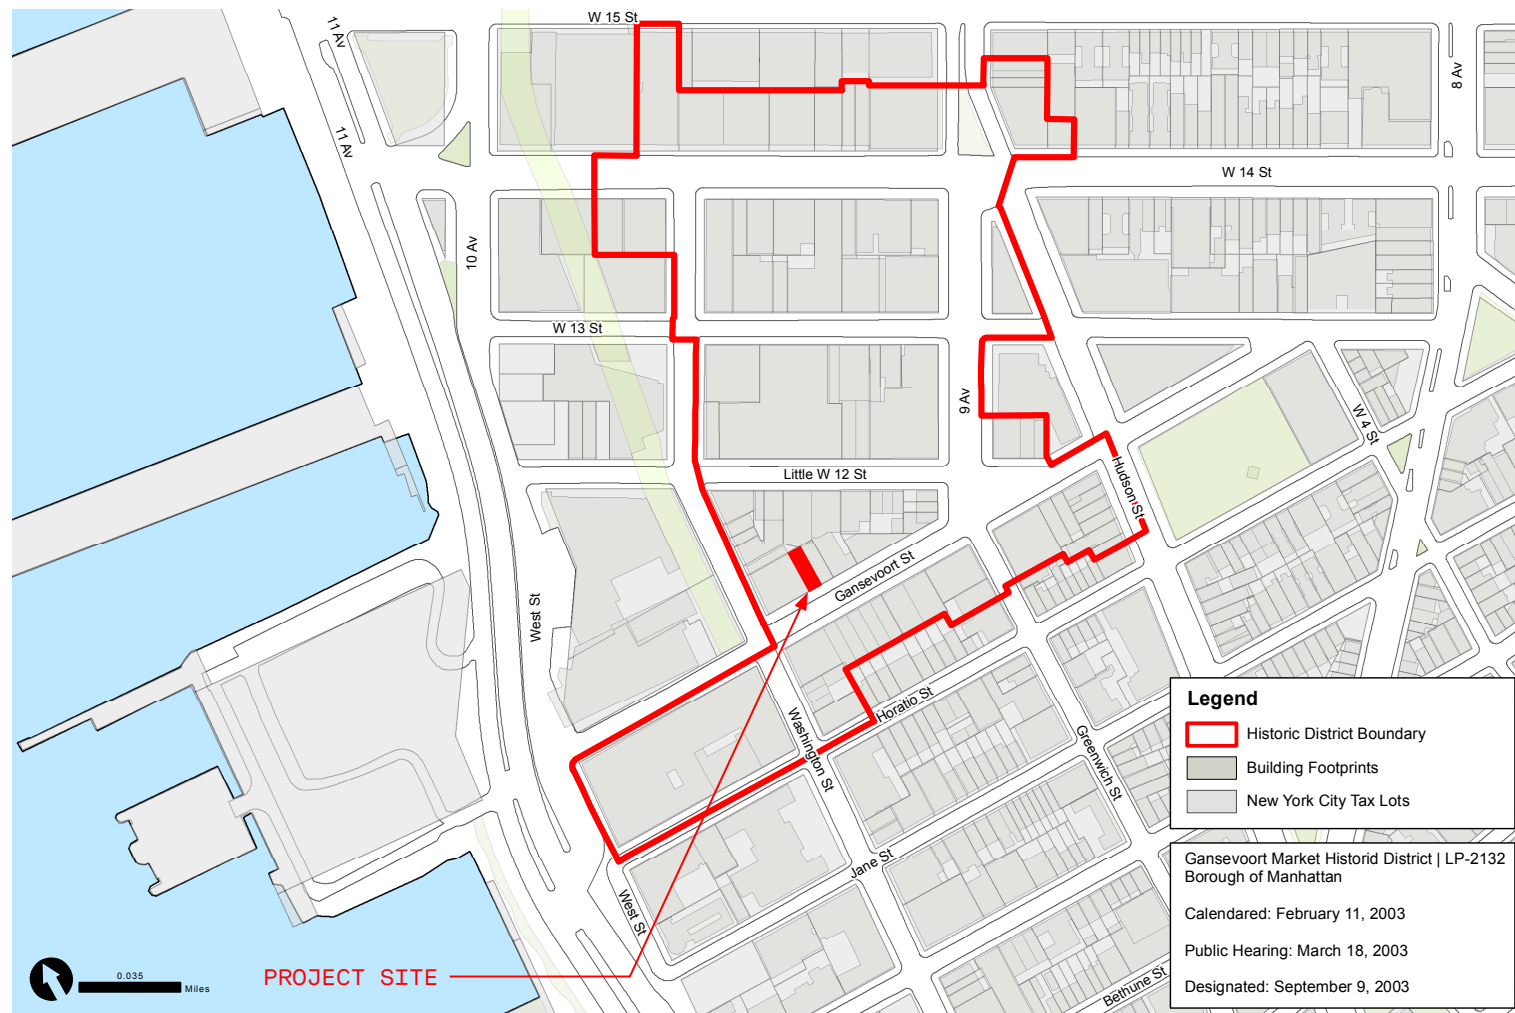 W 15 St
11 Av
11 Av
8 Av
W 14 St
10 Av
W 13 St
9 Av
W 4 St
Little W 12 St
Hudson St
Gansevoort St
West St
Horatio St
Washington St
Greenwich St
Jane St
West St
Bethune St
PROJECT SITE
0.035
Miles
Legend
Historic District Boundary
Building Footprints
New York City Tax Lots
Gansevoort Market Historid District | LP-2132
Borough of Manhattan
Calendared: February 11, 2003
Public Hearing: March 18, 2003
Designated: September 9, 2003